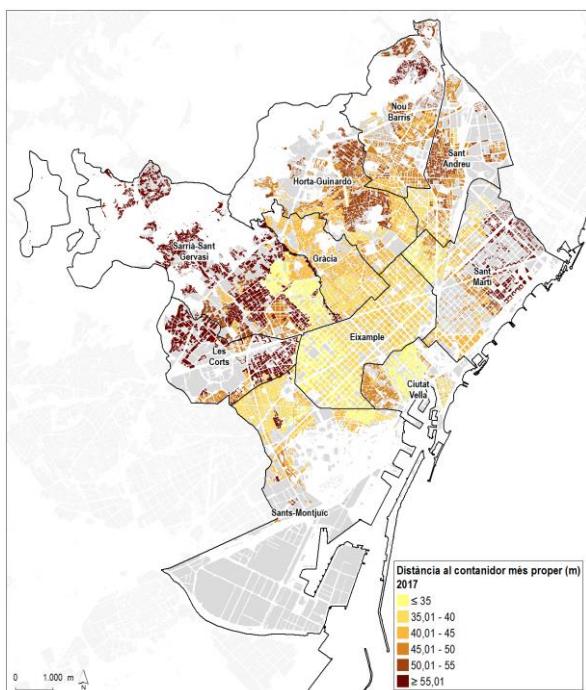 Nou
Barris
Sant
Andreu
Horta-Guinardó
Sarrià-Sant
Gervasi
Gràcia
Sant
Martí
Eixample
Les
Corts
Ciutat
Vella
Sants-Montjuïc
Distància al contanidor més proper (m)
2017
≤ 35
35,01 - 40
40,01 - 45
45,01 - 50
50,01 - 55
≥ 55,01
0 1.000 m
N